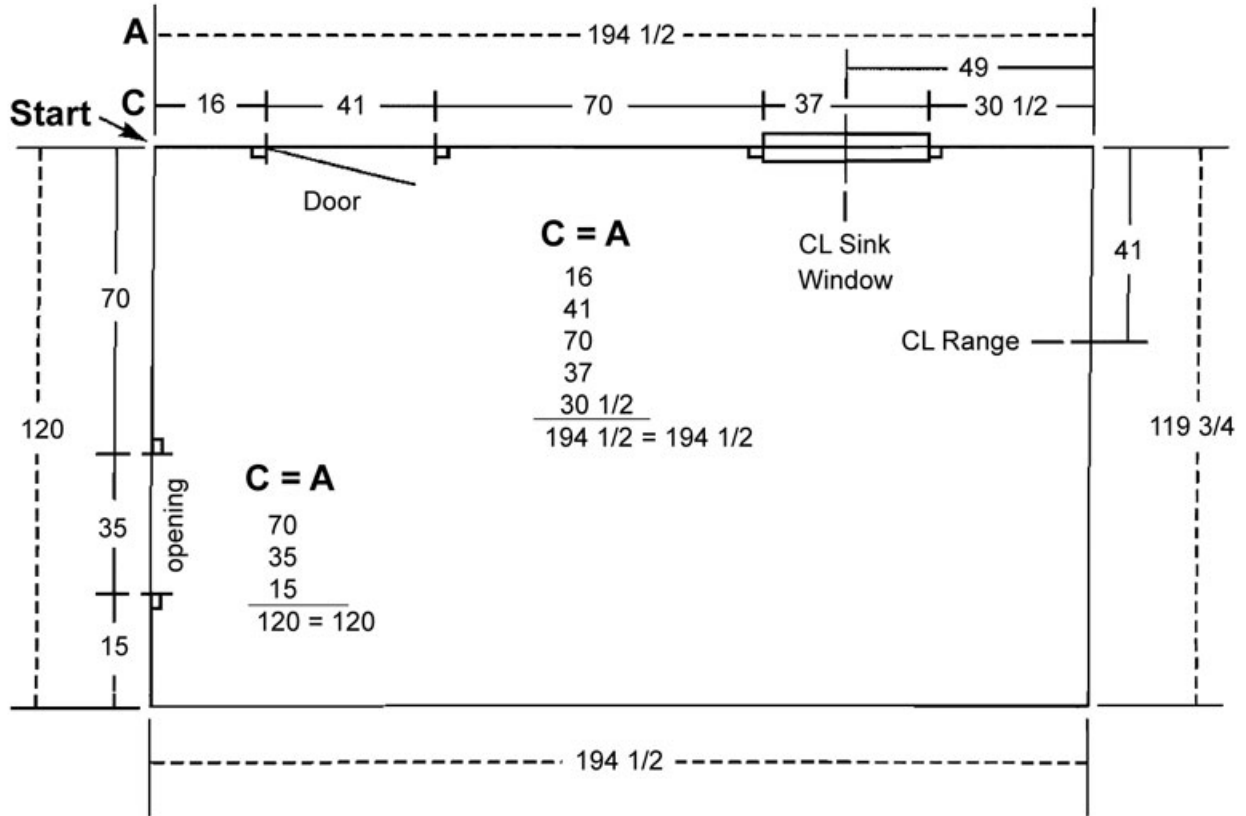 A
194 1/2
49
Start
C
16
41
70
37
30 1/2
Door
C = A
16
41
70
37
30 1/2
194 1/2 = 194 1/2
CL Sink
Window
41
CL Range
70
120
119 3/4
35
opening
C = A
70
35
15
120 = 120
15
194 1/2